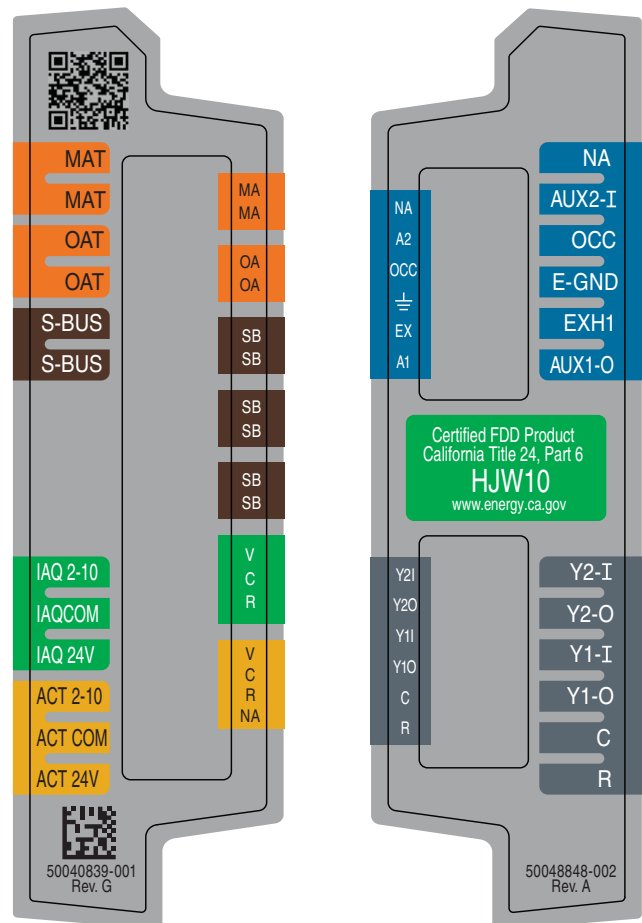 MAT
MAT
OAT
OAT
S-BUS
S-BUS
IAQ 2-10
IAQCOM
IAQ 24V
ACT 2-10
ACT COM
ACT 24V
50040839-001
Rev. G
MA
MA
OA
OA
SB
SB
SB
SB
SB
SB
V
C
R
V
C
R
NA
NA
A2
OCC
EX
A1
Certified FDD Product
California Title 24, Part 6
HJW10
www.energy.ca.gov
Y2I
Y2O
Y1I
Y1O
C
R
NA
AUX2-I
OCC
E-GND
EXH1
AUX1-O
Y2-I
Y2-O
Y1-I
Y1-O
C
R
50048848-002
Rev. A